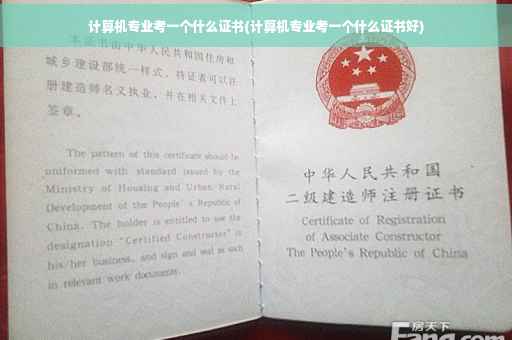 计算机专业考一个什么证书(计算机专业考一个什么证书好)
本证书由中华人民共和国住房和
城乡建设部统一样式,持证表可以注
册建造师名义执业,并在相关文件上
签章。
The pattern of this certificate should be
uniformed with standard issued by the
Ministry of Housing and Urban Rural
Development of the People's Republic of
China. The holder is entitled to use the
designation "Certified Constructor" in
his/her business, and sign and seal as such
in relevant work documents.
中华人民共和国
二级建造师注册证书
Certificate of Registration
of Associate Constructor
The People's Republic of China
房天下
Fang.com